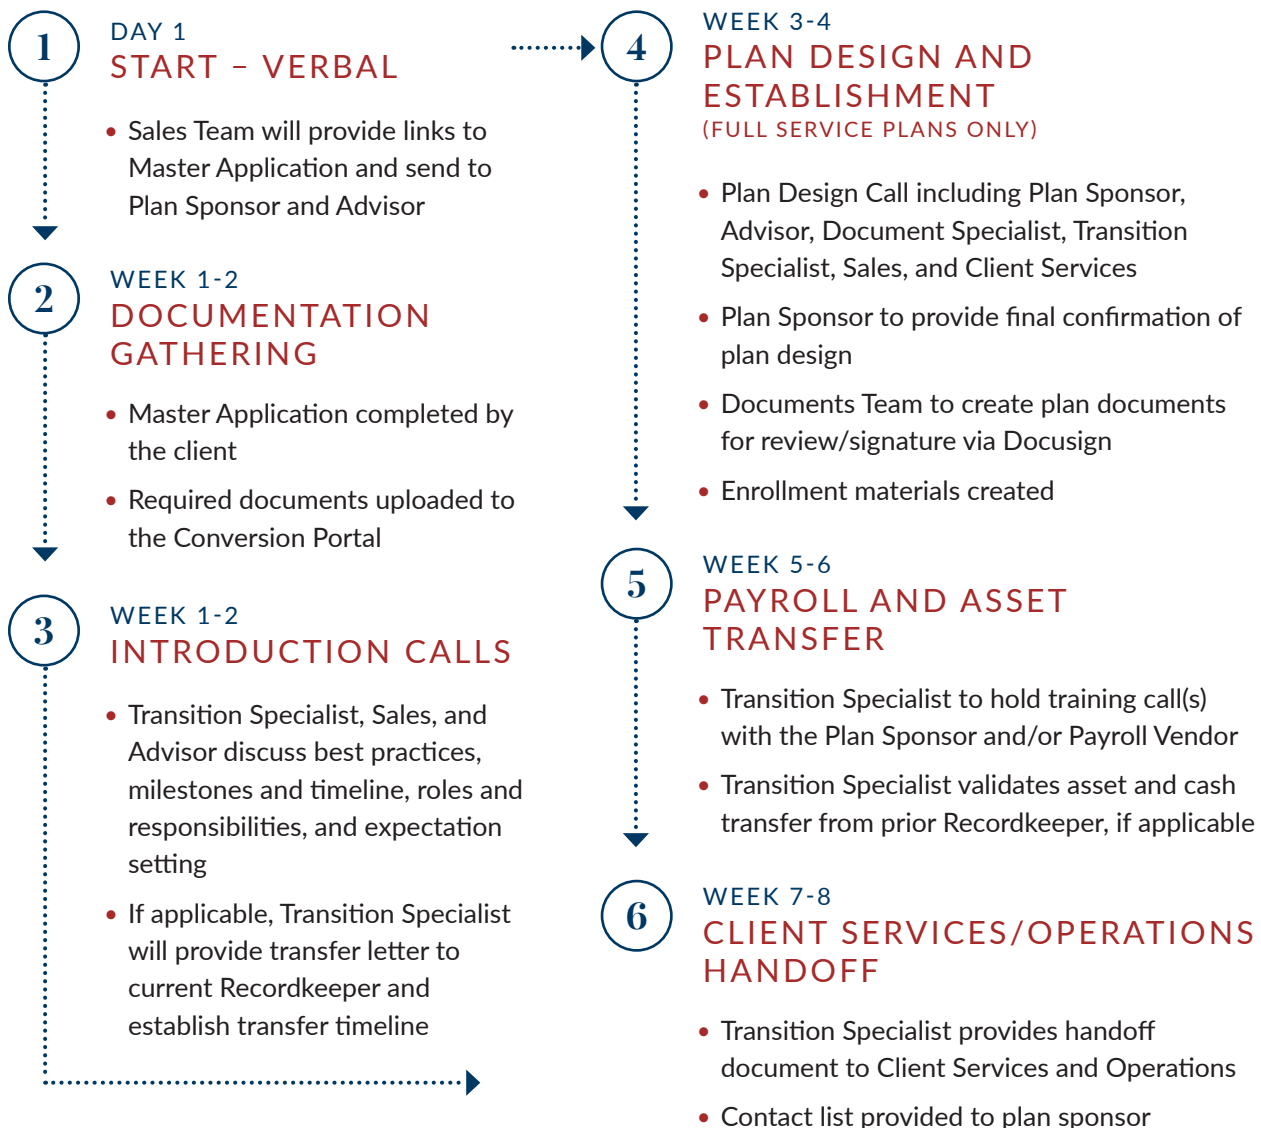 1
DAY 1
START – VERBAL
• Sales Team will provide links to
Master Application and send to
Plan Sponsor and Advisor
2
WEEK 1-2
DOCUMENTATION
GATHERING
• Master Application completed by
the client
• Required documents uploaded to
the Conversion Portal
3
WEEK 1-2
INTRODUCTION CALLS
• Transition Specialist, Sales, and
Advisor discuss best practices,
milestones and timeline, roles and
responsibilities, and expectation
setting
• If applicable, Transition Specialist
will provide transfer letter to
current Recordkeeper and
establish transfer timeline
4
WEEK 3-4
PLAN DESIGN AND
ESTABLISHMENT
(FULL SERVICE PLANS ONLY)
• Plan Design Call including Plan Sponsor,
Advisor, Document Specialist, Transition
Specialist, Sales, and Client Services
• Plan Sponsor to provide final confirmation of
plan design
• Documents Team to create plan documents
for review/signature via Docusign
• Enrollment materials created
5
WEEK 5-6
PAYROLL AND ASSET
TRANSFER
• Transition Specialist to hold training call(s)
with the Plan Sponsor and/or Payroll Vendor
• Transition Specialist validates asset and cash
transfer from prior Recordkeeper, if applicable
6
WEEK 7-8
CLIENT SERVICES/OPERATIONS
HANDOFF
• Transition Specialist provides handoff
document to Client Services and Operations
• Contact list provided to plan sponsor